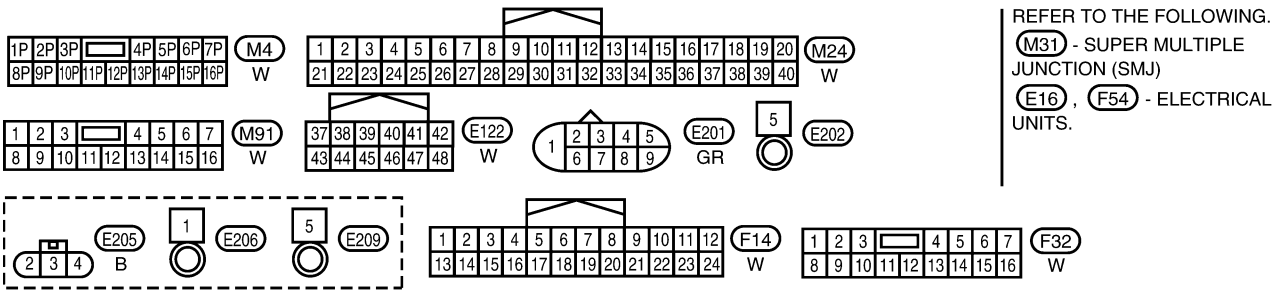 1P 2P 3P 4P 5P 6P 7P
8P 9P 10P 11P 12P 13P 14P 15P 16P
M4
W
1 2 3 4 5 6 7 8 9 10 11 12 13 14 15 16 17 18 19 20
21 22 23 24 25 26 27 28 29 30 31 32 33 34 35 36 37 38 39 40
M24
W
REFER TO THE FOLLOWING.
M31 - SUPER MULTIPLE
JUNCTION (SMJ)
E16 , F54 - ELECTRICAL
UNITS.
1 2 3 4 5 6 7
8 9 10 11 12 13 14 15 16
M91
W
37 38 39 40 41 42
43 44 45 46 47 48
E122
W
1 2 3 4 5
6 7 8 9
E201
GR
5
E202
2 3 4
E205
B
1
E206
5
E209
1 2 3 4 5 6 7 8 9 10 11 12
13 14 15 16 17 18 19 20 21 22 23 24
F14
W
1 2 3 4 5 6 7
8 9 10 11 12 13 14 15 16
F32
W